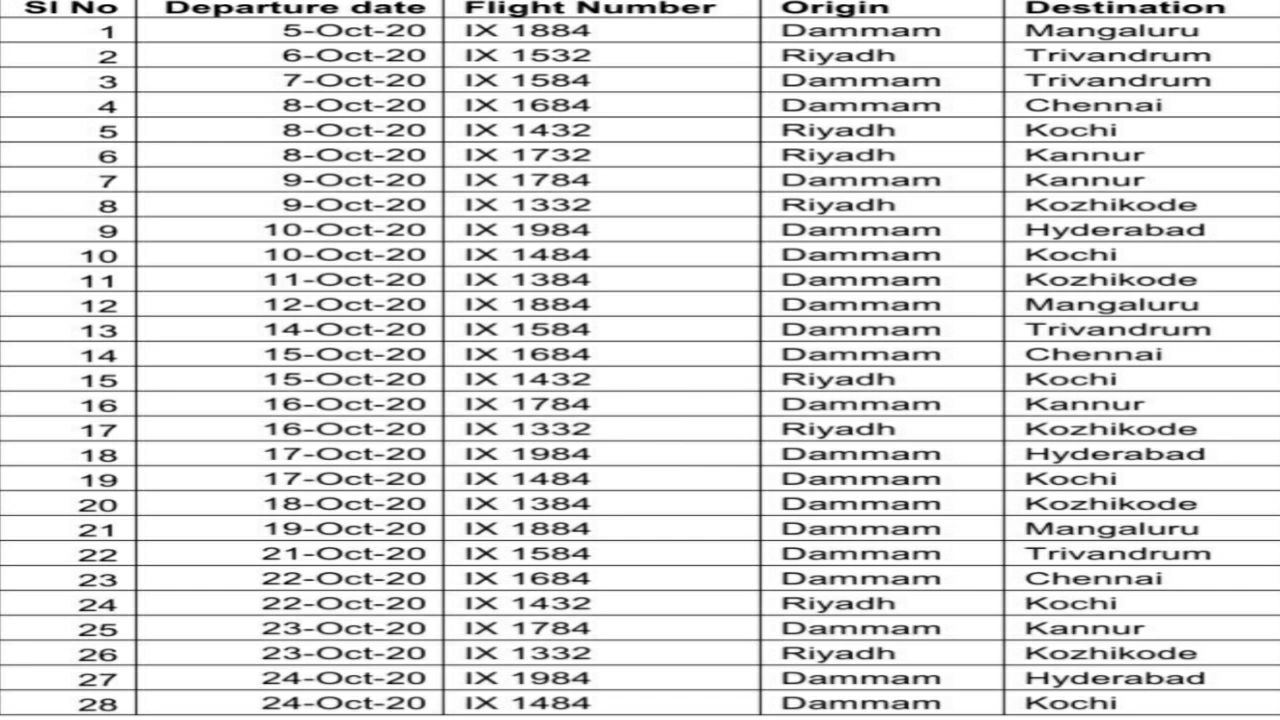 Sl No Departure date Flight Number Origin Destination
1 5-Oct-20 IX 1884 Dammam Mangaluru
2 6-Oct-20 IX 1532 Riyadh Trivandrum
3 7-Oct-20 IX 1584 Dammam Trivandrum
4 8-Oct-20 IX 1684 Dammam Chennai
5 8-Oct-20 IX 1432 Riyadh Kochi
6 8-Oct-20 IX 1732 Riyadh Kannur
7 9-Oct-20 IX 1784 Dammam Kannur
8 9-Oct-20 IX 1332 Riyadh Kozhikode
9 10-Oct-20 IX 1984 Dammam Hyderabad
10 10-Oct-20 IX 1484 Dammam Kochi
11 11-Oct-20 IX 1384 Dammam Kozhikode
12 12-Oct-20 IX 1884 Dammam Mangaluru
13 14-Oct-20 IX 1584 Dammam Trivandrum
14 15-Oct-20 IX 1684 Dammam Chennai
15 15-Oct-20 IX 1432 Riyadh Kochi
16 16-Oct-20 IX 1784 Dammam Kannur
17 16-Oct-20 IX 1332 Riyadh Kozhikode
18 17-Oct-20 IX 1984 Dammam Hyderabad
19 17-Oct-20 IX 1484 Dammam Kochi
20 18-Oct-20 IX 1384 Dammam Kozhikode
21 19-Oct-20 IX 1884 Dammam Mangaluru
22 21-Oct-20 IX 1584 Dammam Trivandrum
23 22-Oct-20 IX 1684 Dammam Chennai
24 22-Oct-20 IX 1432 Riyadh Kochi
25 23-Oct-20 IX 1784 Dammam Kannur
26 23-Oct-20 IX 1332 Riyadh Kozhikode
27 24-Oct-20 IX 1984 Dammam Hyderabad
28 24-Oct-20 IX 1484 Dammam Kochi